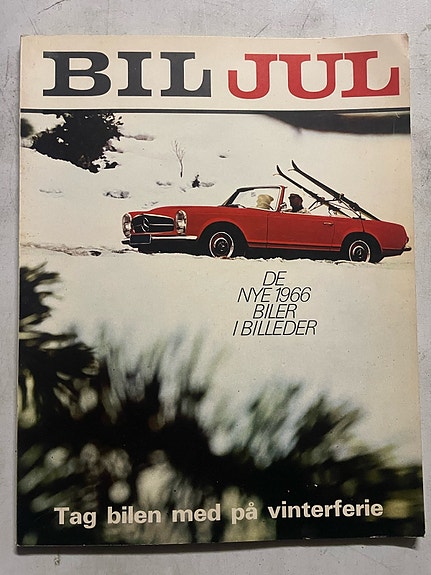 BIL JUL
DE
NYE 1966
BILER
I BILLEDER
Tag bilen med på vinterferie